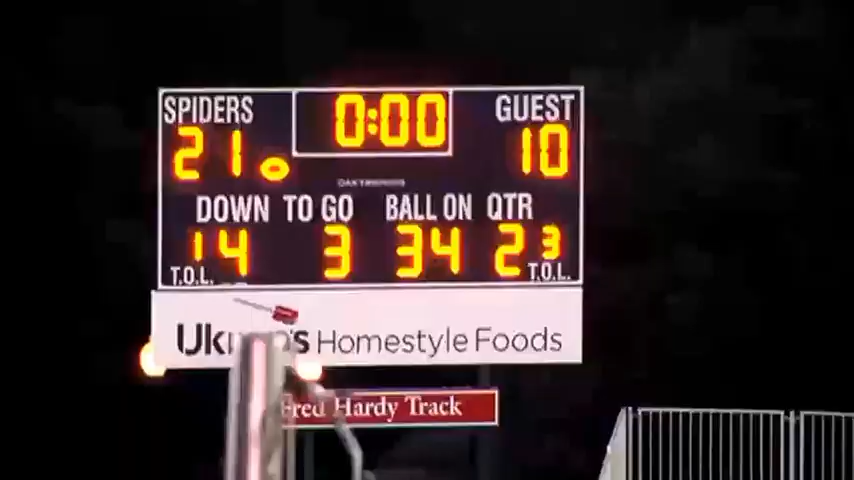 SPIDERS 0:00 GUEST
21 10
DOWN TO GO BALL ON QTR
1 4 3 34 2 3
T.O.L. T.O.L.
Homestyle Foods
Fred Hardy Track